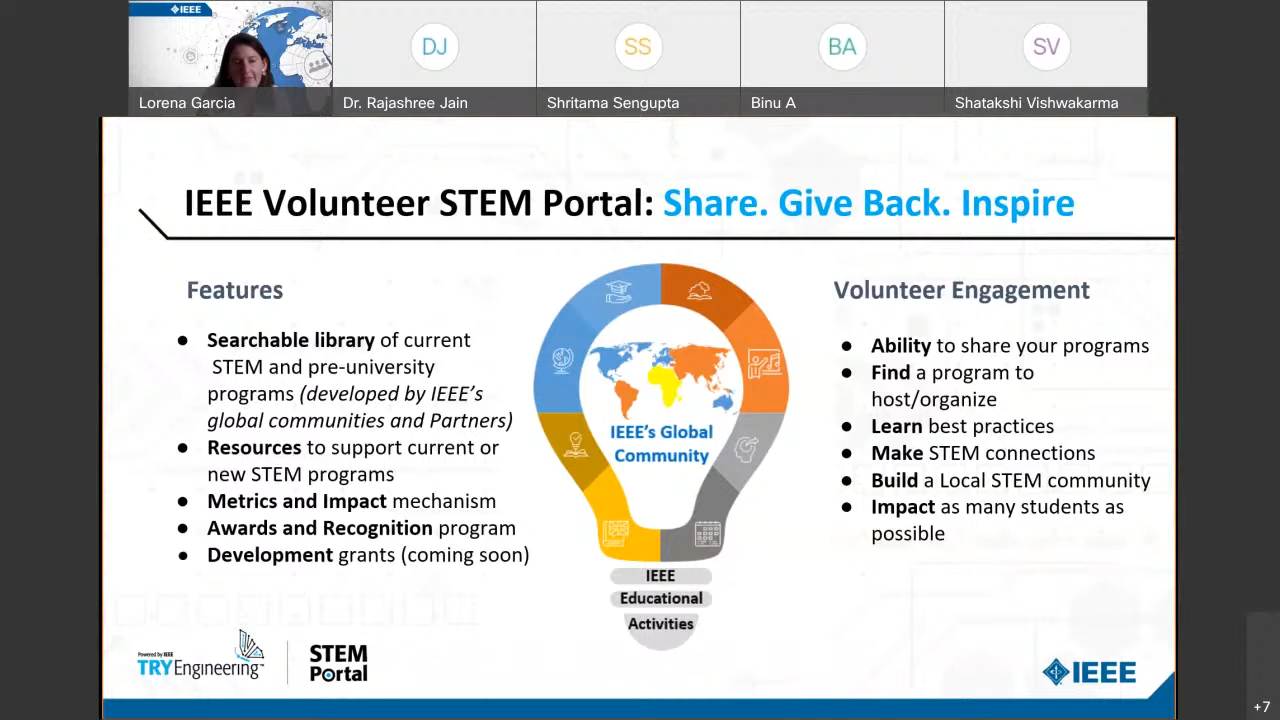 IEEE
Lorena Garcia
DJ
Dr. Rajashree Jain
SS
Shritama Sengupta
BA
Binu A
SV
Shatakshi Vishwakarma
IEEE Volunteer STEM Portal: Share. Give Back. Inspire
Features
● Searchable library of current
STEM and pre-university
programs (developed by IEEE's
global communities and Partners)
● Resources to support current or
new STEM programs
● Metrics and Impact mechanism
● Awards and Recognition program
● Development grants (coming soon)
IEEE's Global
Community
IEEE
Educational
Activities
Volunteer Engagement
● Ability to share your programs
● Find a program to
host/organize
● Learn best practices
● Make STEM connections
● Build a Local STEM community
● Impact as many students as
possible
Powered by IEEE
TRYEngineering™
STEM
Portal
IEEE
+7